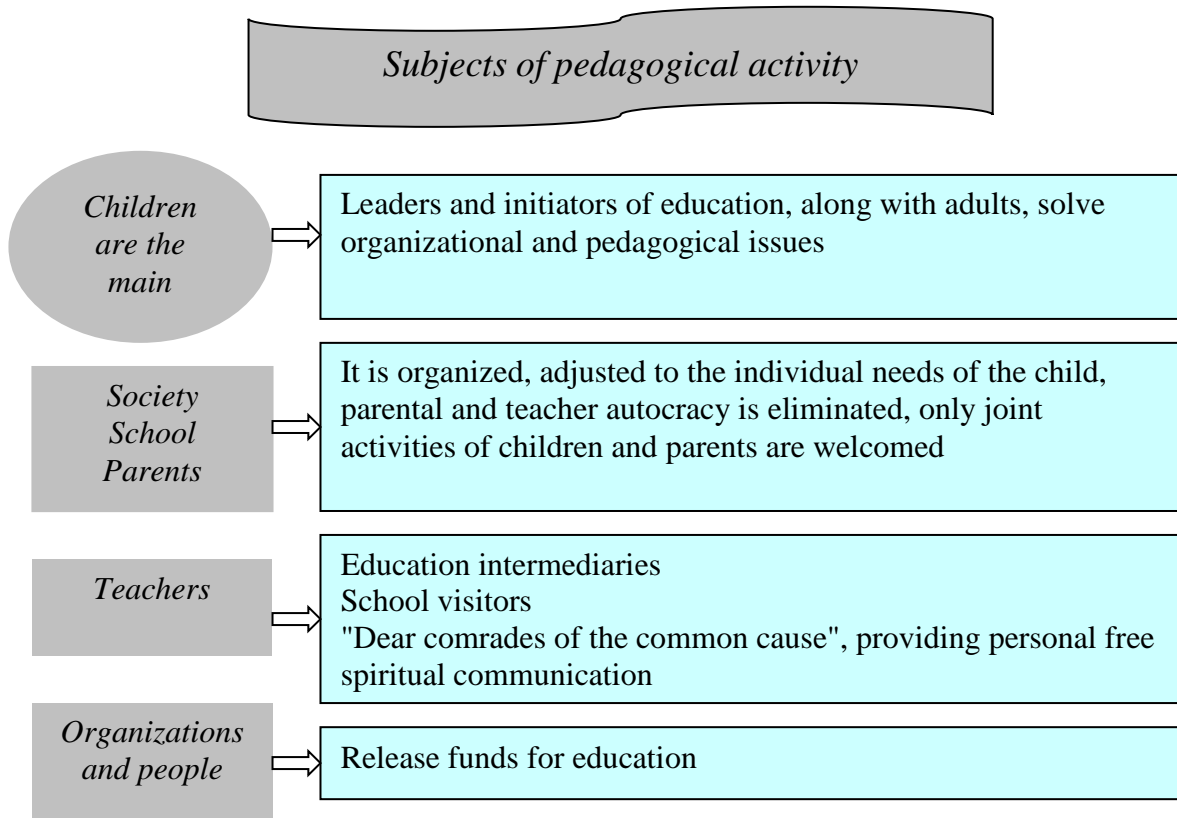 Subjects of pedagogical activity
Children
are the
main
Leaders and initiators of education, along with adults, solve
organizational and pedagogical issues
Society
School
Parents
It is organized, adjusted to the individual needs of the child,
parental and teacher autocracy is eliminated, only joint
activities of children and parents are welcomed
Teachers
Education intermediaries
School visitors
"Dear comrades of the common cause", providing personal free
spiritual communication
Organizations
and people
Release funds for education